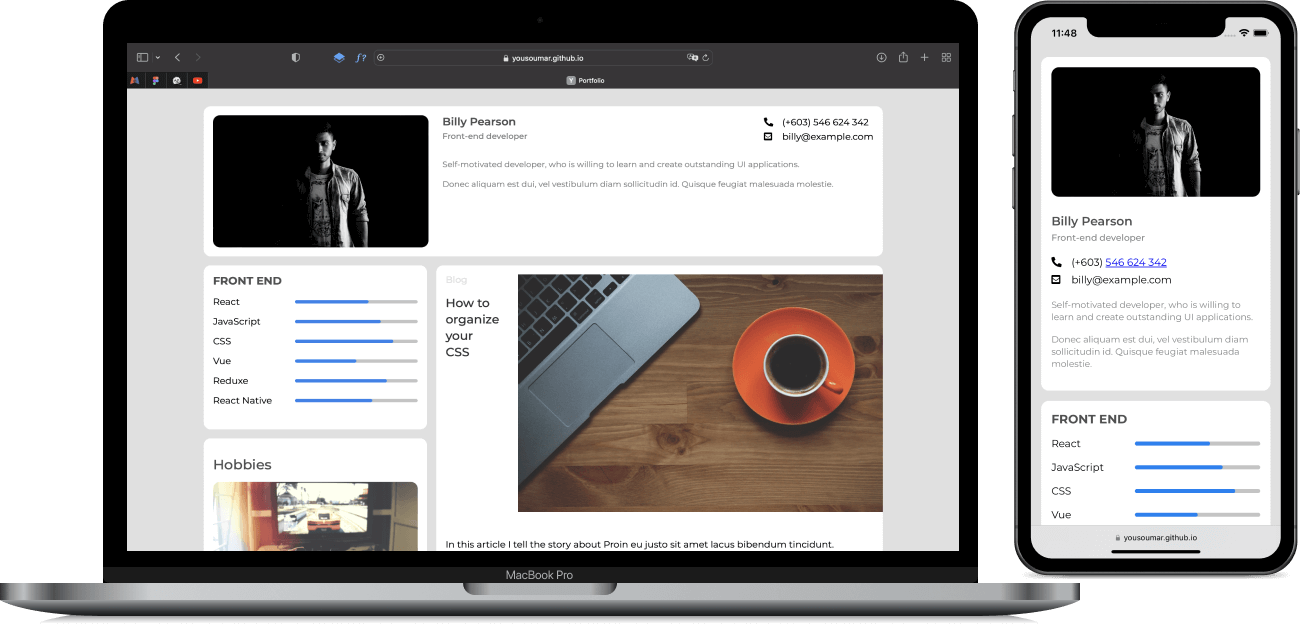 yousoumar.github.io
Y Portfolio
Billy Pearson
Front-end developer
(+603) 546 624 342
billy@example.com
Self-motivated developer, who is willing to learn and create outstanding UI applications.
Donec aliquam est dui, vel vestibulum diam sollicitudin id. Quisque feugiat malesuada molestie.
FRONT END
React
JavaScript
CSS
Vue
Reduxe
React Native
Hobbies
Blog
How to
organize
your
CSS
In this article I tell the story about Proin eu justo sit amet lacus bibendum tincidunt.
MacBook Pro
11:48
Billy Pearson
Front-end developer
(+603) 546 624 342
billy@example.com
Self-motivated developer, who is willing to
learn and create outstanding UI applications.
Donec aliquam est dui, vel vestibulum diam
sollicitudin id. Quisque feugiat malesuada
molestie.
FRONT END
React
JavaScript
CSS
Vue
yousoumar.github.io